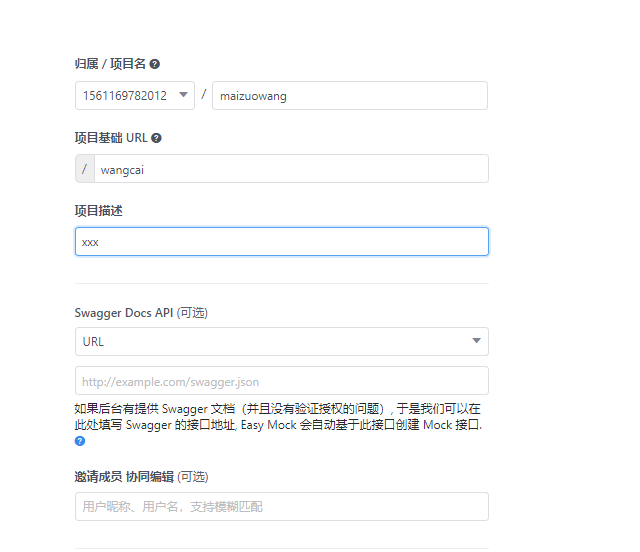 归属 / 项目名
1561169782012 / maizuowang
项目基础 URL
/ wangcai
项目描述
xxx
Swagger Docs API (可选)
URL
http://example.com/swagger.json
如果后台有提供 Swagger 文档（并且没有验证授权的问题）, 于是我们可以在
此处填写 Swagger 的接口地址, Easy Mock 会自动基于此接口创建 Mock 接口.
邀请成员 协同编辑 (可选)
用户昵称、用户名，支持模糊匹配